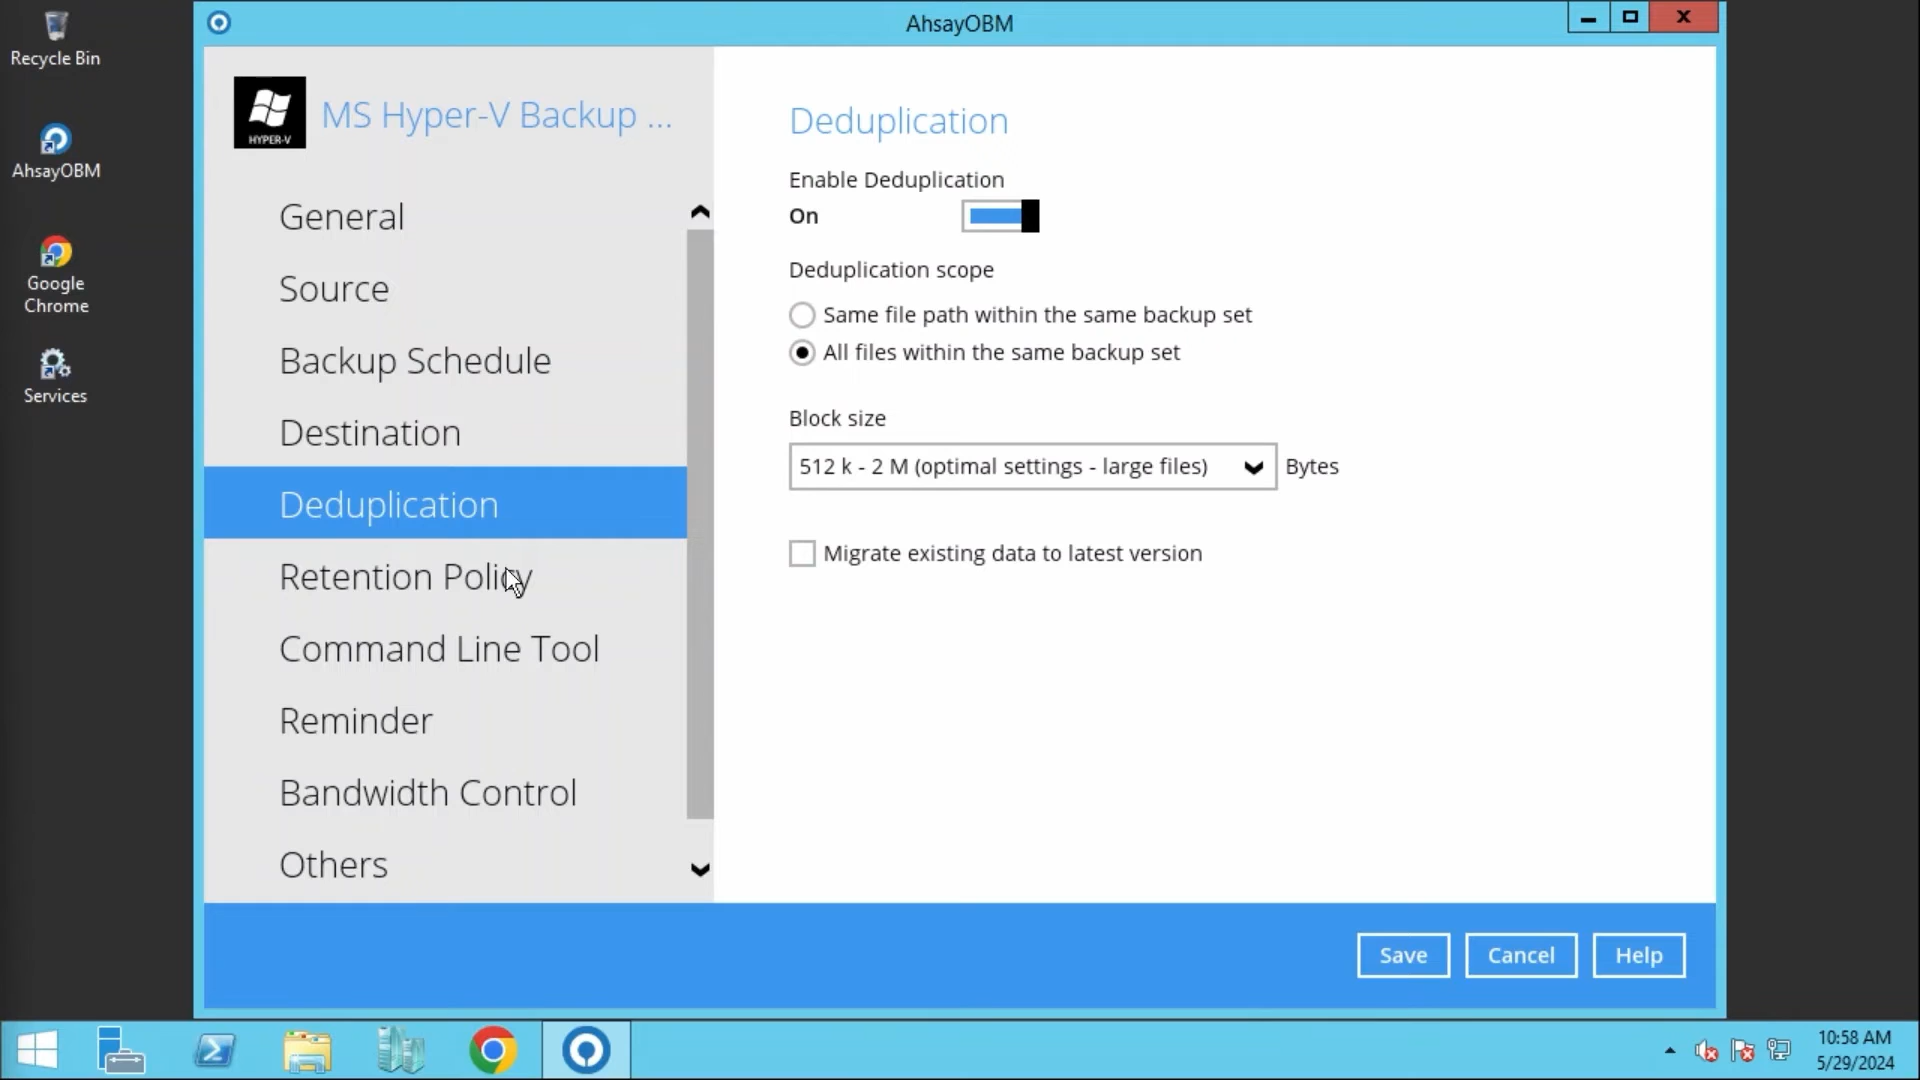 Recycle Bin
AhsayOBM
Google
Chrome
Services
AhsayOBM
X
HYPER-V
MS Hyper-V Backup ...
General
Source
Backup Schedule
Destination
Deduplication
Retention Policy
Command Line Tool
Reminder
Bandwidth Control
Others
Deduplication
Enable Deduplication
On
Deduplication scope
Same file path within the same backup set
All files within the same backup set
Block size
512 k - 2 M (optimal settings - large files) Bytes
Migrate existing data to latest version
Save Cancel Help
10:58 AM
5/29/2024